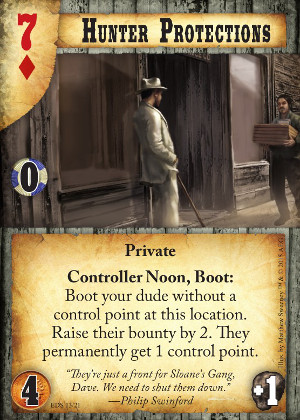 7
HUNTER PROTECTIONS
0
Private
Controller Noon, Boot:
Boot your dude without a
control point at this location.
Raise their bounty by 2. They
permanently get 1 control point.
"They're just a front for Sloane's Gang,
Dave. We need to shut them down."
—Philip Swinford
4
+1